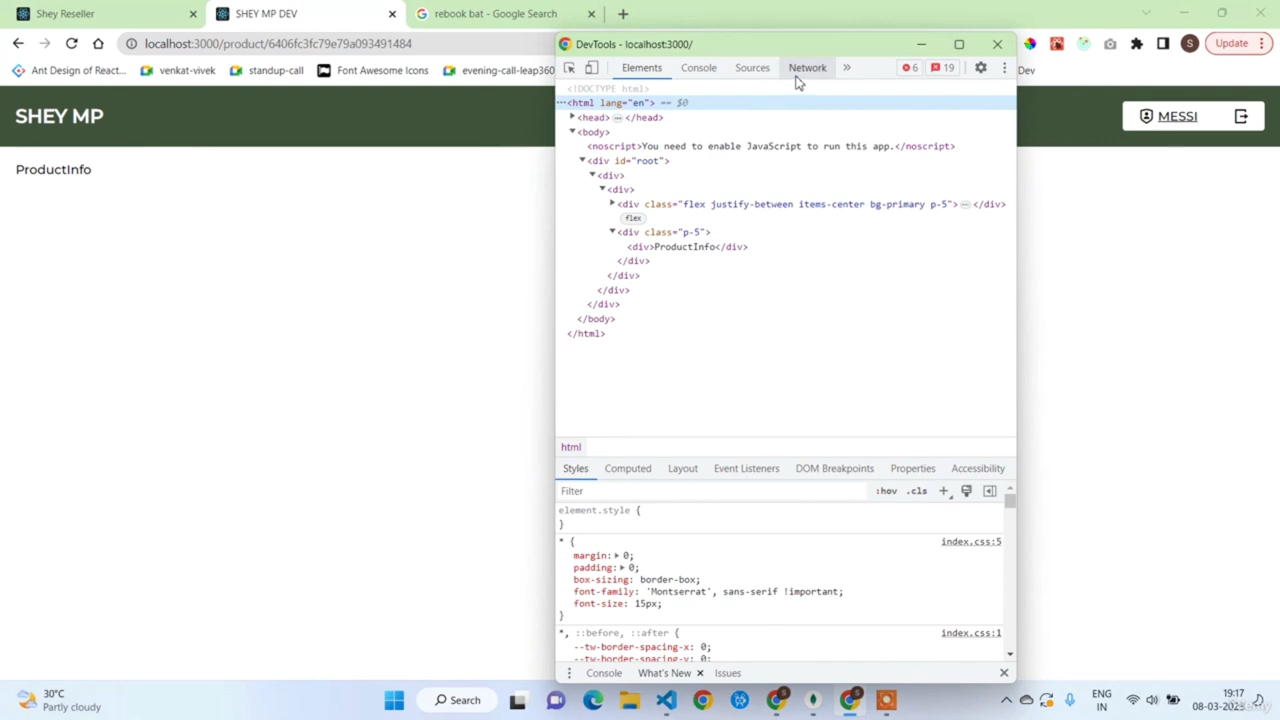 Shey Reseller
SHEY MP DEV
rebook bat - Google Search
localhost:3000/product/6406fc3fc79e79a093491484
S
Update
Ant Design of React...
venkat-vivek
standup-call
Font Awesome Icons
evening-call-leap360
Dev
DevTools - localhost:3000/
Elements
Console
Sources
Network
»
6
19
SHEY MP
MESSI
ProductInfo
<!DOCTYPE html>
<html lang="en"> == $0
<head> </head>
<body>
<noscript>You need to enable JavaScript to run this app.</noscript>
<div id="root">
<div>
<div>
<div class="flex justify-between items-center bg-primary p-5"> </div>
flex
<div class="p-5">
<div>ProductInfo</div>
</div>
</div>
</div>
</div>
</body>
</html>
html
Styles
Computed
Layout
Event Listeners
DOM Breakpoints
Properties
Accessibility
Filter
:hov
.cls
element.style {
}
* {
index.css:5
margin: 0;
padding: 0;
box-sizing: border-box;
font-family: 'Montserrat', sans-serif !important;
font-size: 15px;
}
*, ::before, ::after {
index.css:1
--tw-border-spacing-x: 0;
--tw-border-spacing-y: 0;
Console
What's New
Issues
30°C
Partly cloudy
Search
ENG
IN
19:17